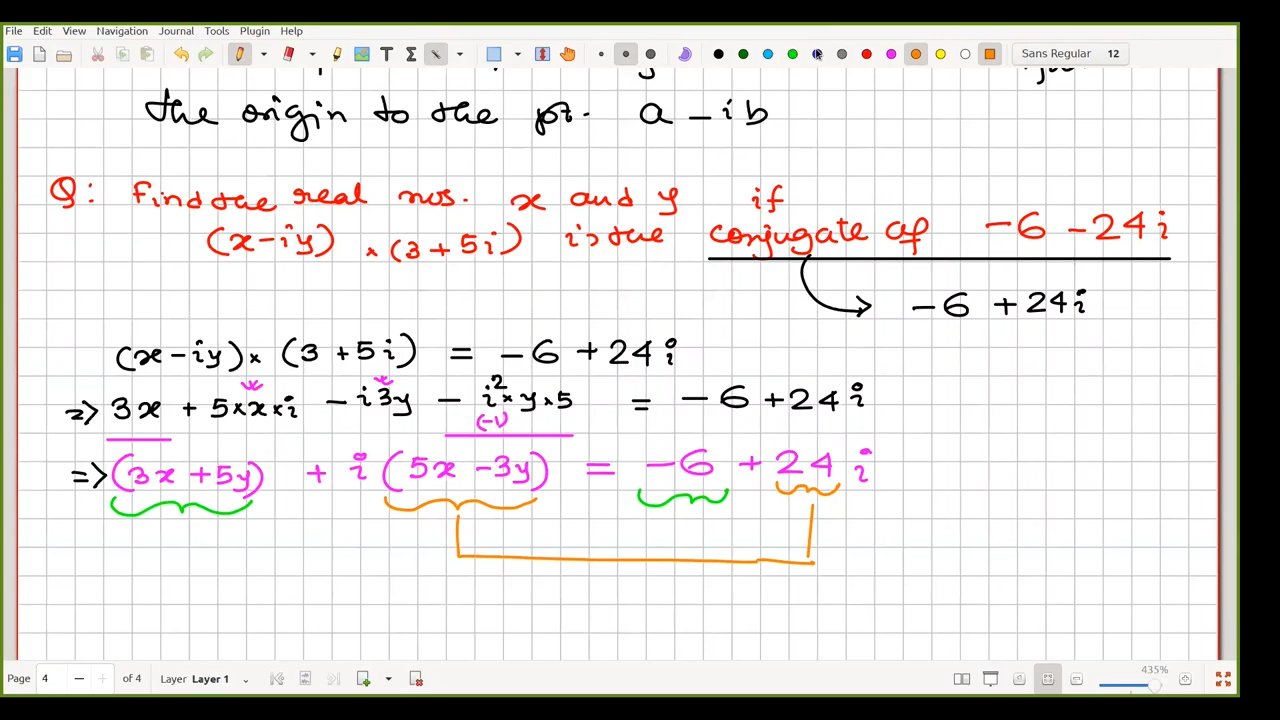 File Edit View Navigation Journal Tools Plugin Help
Sans Regular 12
the origin to the pt. a - ib
Q: Find the real nos. x and y if
(x-iy) × (3 + 5i) is the conjugate of -6 - 24i
-6 + 24i
(x-iy) × (3 + 5i) = -6 + 24i
=> 3x + 5×x×i - i3y - i²×y×5 = -6 + 24i
(-1)
=> (3x + 5y) + i (5x - 3y) = -6 + 24i
Page 4 of 4 Layer Layer 1 435%